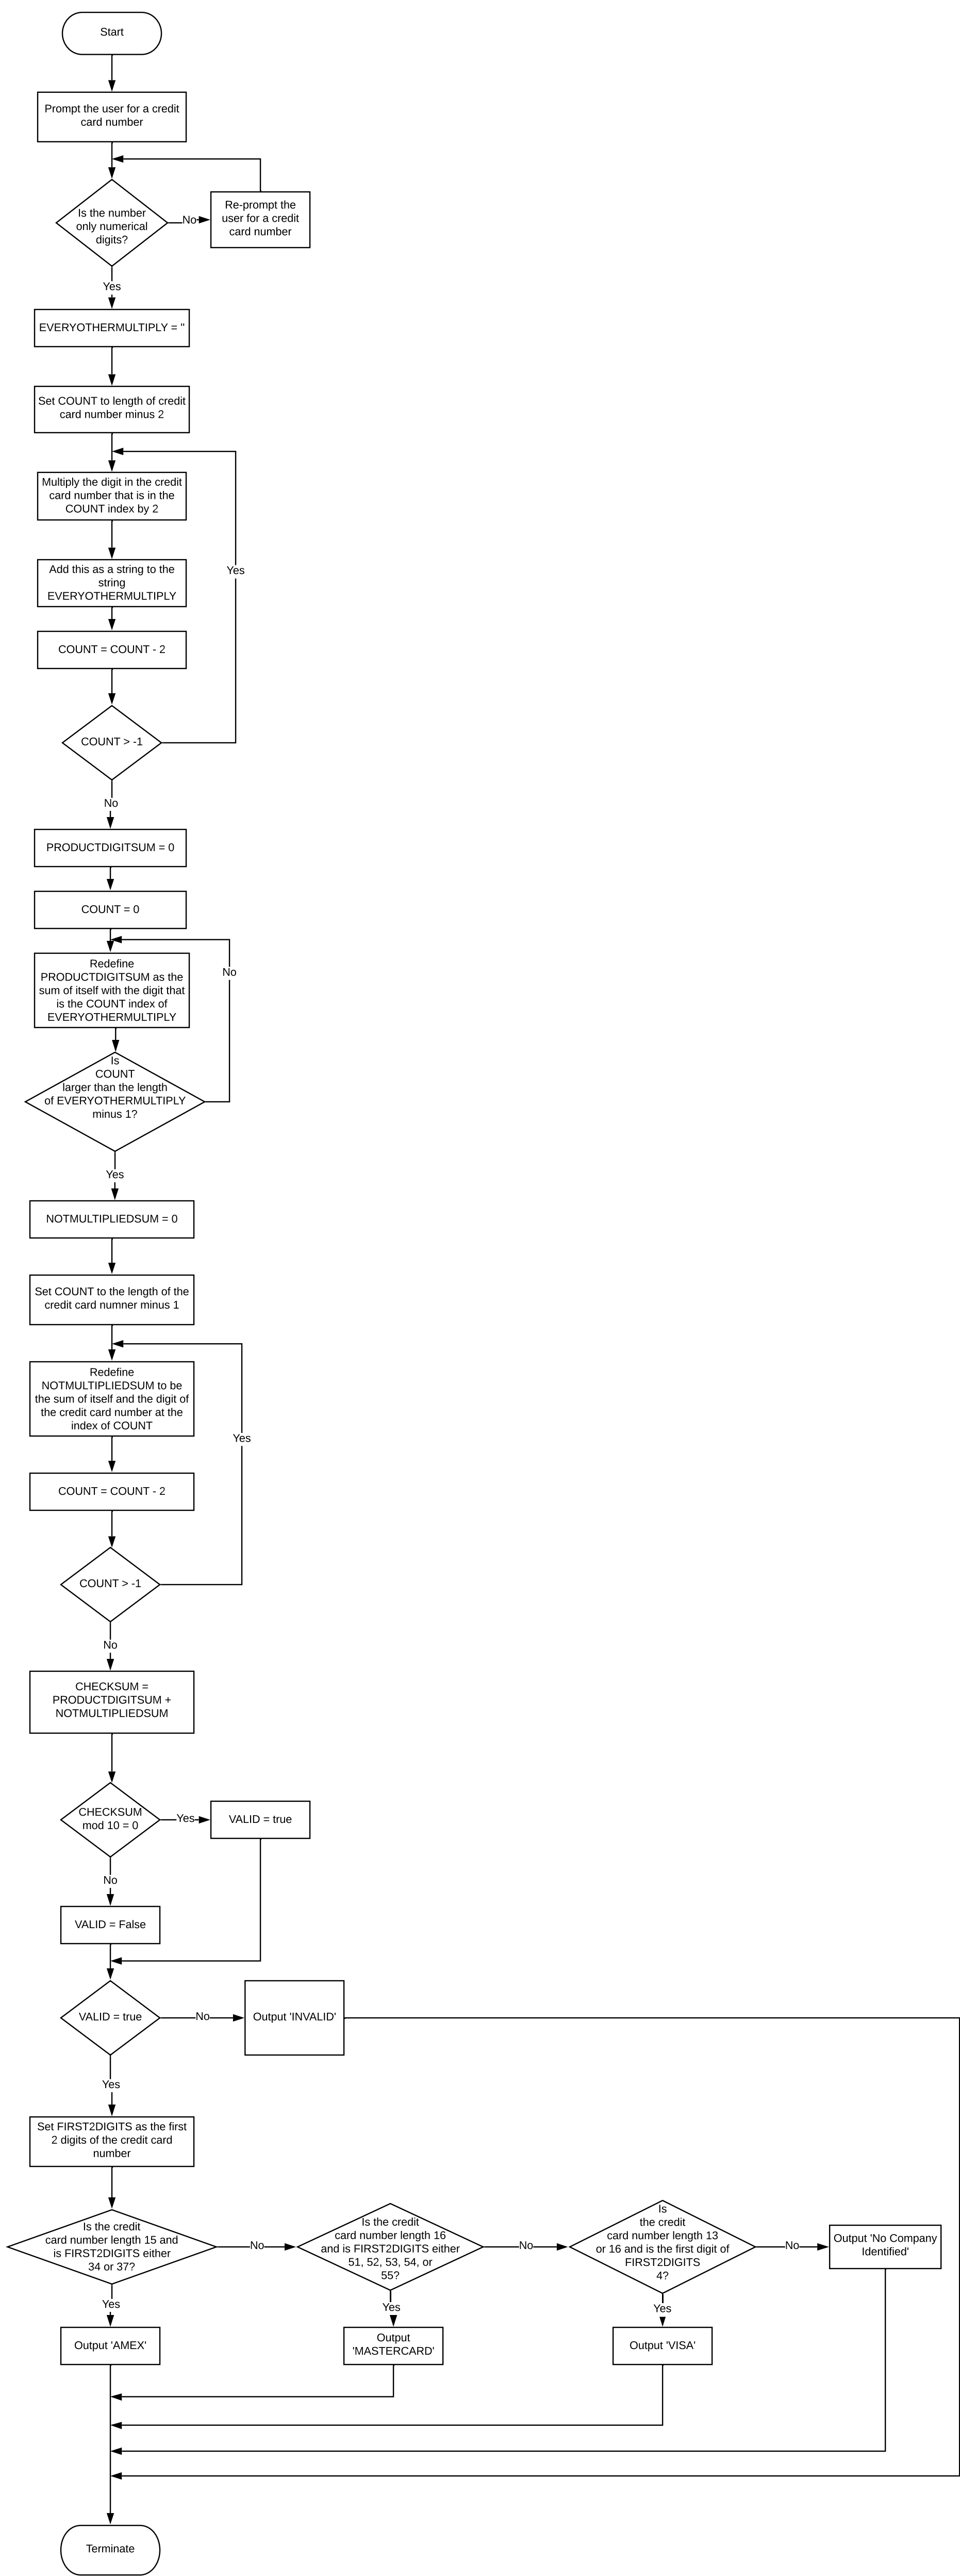 Start
Prompt the user for a credit
card number
Is the number
only numerical
digits?
No
Re-prompt the
user for a credit
card number
Yes
EVERYOTHERMULTIPLY = "
Set COUNT to length of credit
card number minus 2
Multiply the digit in the credit
card number that is in the
COUNT index by 2
Yes
Add this as a string to the
string
EVERYOTHERMULTIPLY
COUNT = COUNT - 2
COUNT > -1
No
PRODUCTDIGITSUM = 0
COUNT = 0
Redefine
PRODUCTDIGITSUM as the
sum of itself with the digit that
is the COUNT index of
EVERYOTHERMULTIPLY
No
Is
COUNT
larger than the length
of EVERYOTHERMULTIPLY
minus 1?
Yes
NOTMULTIPLIEDSUM = 0
Set COUNT to the length of the
credit card numner minus 1
Redefine
NOTMULTIPLIEDSUM to be
the sum of itself and the digit of
the credit card number at the
index of COUNT
Yes
COUNT = COUNT - 2
COUNT > -1
No
CHECKSUM =
PRODUCTDIGITSUM +
NOTMULTIPLIEDSUM
CHECKSUM
mod 10 = 0
Yes
VALID = true
No
VALID = False
VALID = true
No
Output 'INVALID'
Yes
Set FIRST2DIGITS as the first
2 digits of the credit card
number
Is the credit
card number length 15 and
is FIRST2DIGITS either
34 or 37?
No
Is the credit
card number length 16
and is FIRST2DIGITS either
51, 52, 53, 54, or
55?
No
Is
the credit
card number length 13
or 16 and is the first digit of
FIRST2DIGITS
4?
No
Output 'No Company
Identified'
Yes
Yes
Yes
Output 'AMEX'
Output
'MASTERCARD'
Output 'VISA'
Terminate